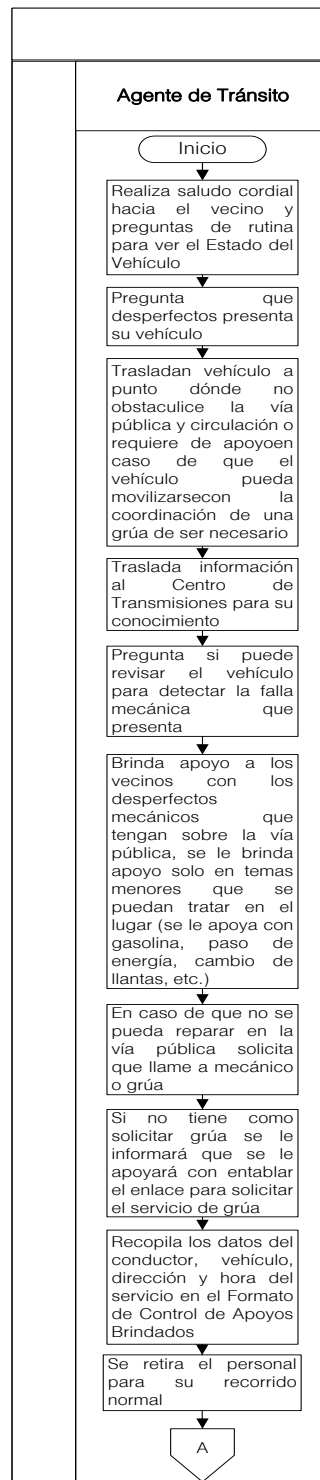 Agente de Tránsito
Inicio
Realiza saludo cordial
hacia el vecino y
preguntas de rutina
para ver el Estado del
Vehículo
Pregunta que
desperfectos presenta
su vehículo
Trasladan vehículo a
punto dónde no
obstaculice la vía
pública y circulación o
requiere de apoyoen
caso de que el
vehículo pueda
movilizarsecon la
coordinación de una
grúa de ser necesario
Traslada información
al Centro de
Transmisiones para su
conocimiento
Pregunta si puede
revisar el vehículo
para detectar la falla
mecánica que
presenta
Brinda apoyo a los
vecinos con los
desperfectos
mecánicos que
tengan sobre la vía
pública, se le brinda
apoyo solo en temas
menores que se
puedan tratar en el
lugar (se le apoya con
gasolina, paso de
energía, cambio de
llantas, etc.)
En caso de que no se
pueda reparar en la
vía pública solicita
que llame a mecánico
o grúa
Si no tiene como
solicitar grúa se le
informará que se le
apoyará con entablar
el enlace para solicitar
el servicio de grúa
Recopila los datos del
conductor, vehículo,
dirección y hora del
servicio en el Formato
de Control de Apoyos
Brindados
Se retira el personal
para su recorrido
normal
A